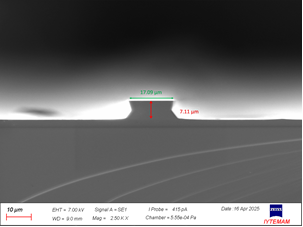 17.99 µm
7.11 µm
10 µm
EHT = 7.00 kV
Signal A = SE1
I Probe = 415 pA
Date :16 Apr 2025
ZEISS
WD = 9.0 mm
Mag = 2.50 K X
Chamber = 5.55e-04 Pa
IYTEMAM